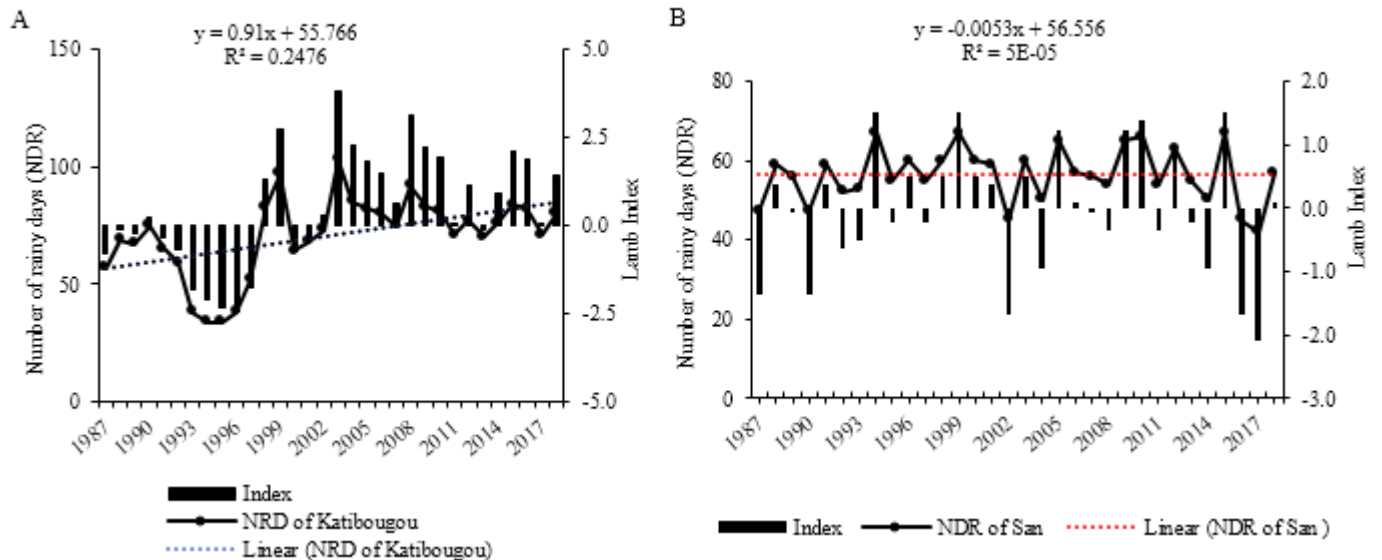 A
y = 0.91x + 55.766
R² = 0.2476
150
100
50
0
5.0
2.5
0.0
-2.5
-5.0
Number of rainy days (NDR)
Lamb Index
1987
1990
1993
1996
1999
2002
2005
2008
2011
2014
2017
Index
NRD of Katibougou
Linear (NRD of Katibougou)
B
y = -0.0053x + 56.556
R² = 5E-05
80
60
40
20
0
2.0
1.0
0.0
-1.0
-2.0
-3.0
Number of rainy days (NDR)
Lamb Index
1987
1990
1993
1996
1999
2002
2005
2008
2011
2014
2017
Index
NDR of San
Linear (NDR of San )